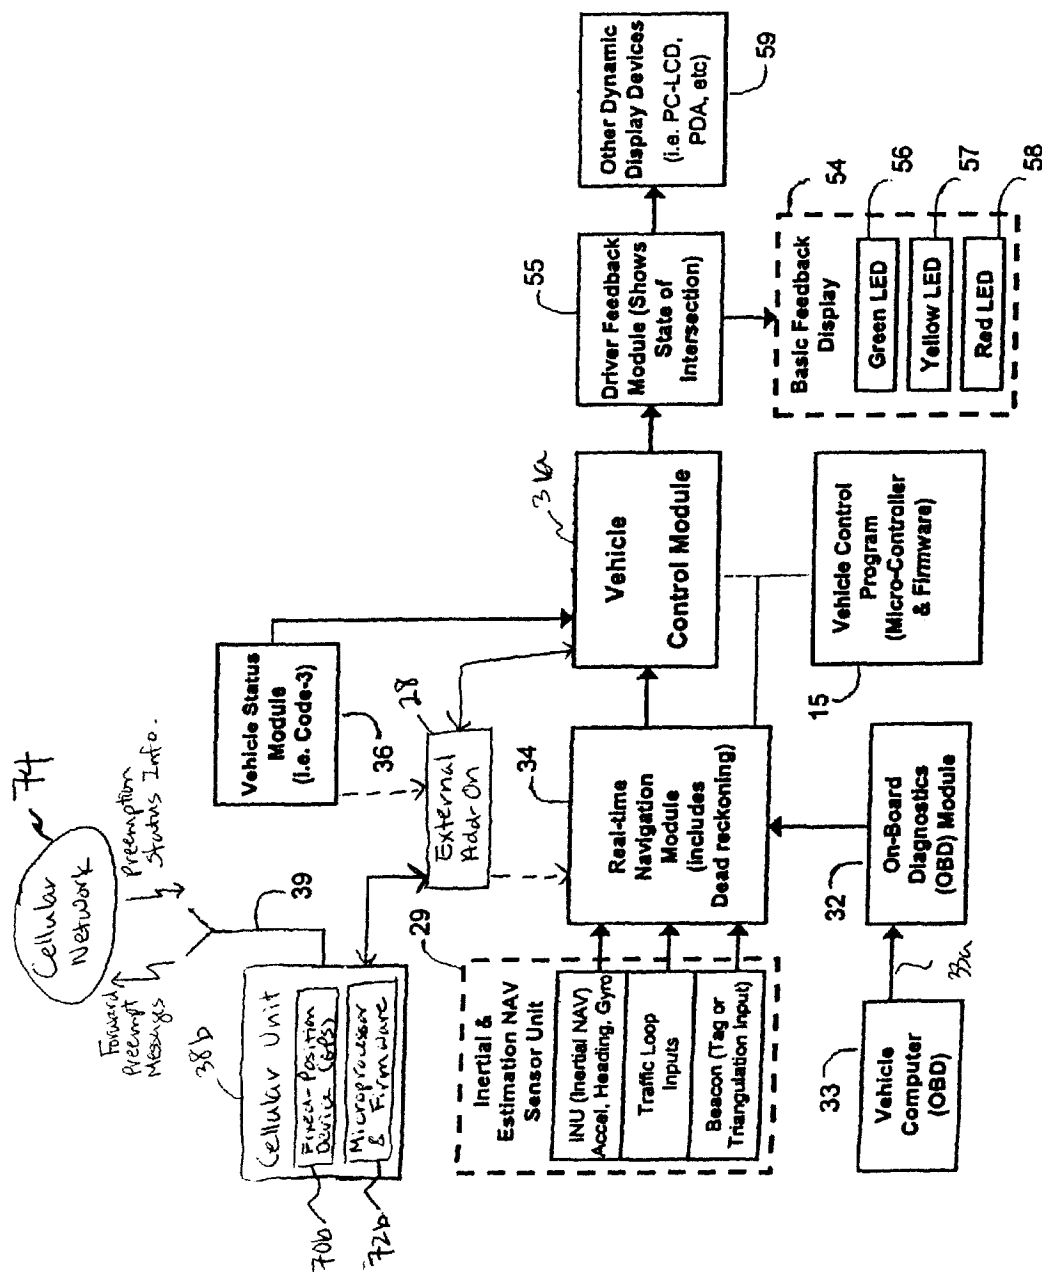 Cellular
Network
74
Forward
Preempt
Messages
Preemption
Status Info.
38b
Cellular Unit
Fixed-Position
Device (GPS)
Microprocessor
& Firmware
70b
72b
39
Vehicle Status
Module
(i.e. Code-3)
36
External
Add-On
28
29
Inertial &
Estimation NAV
Sensor Unit
INU (Inertial NAV)
Accel, Heading, Gyro
Traffic Loop
Inputs
Beacon (Tag or
Triangulation Input)
34
Real-time
Navigation
Module
(includes
Dead reckoning)
Vehicle
Control Module
31a
55
Driver Feedback
Module (Shows
State of
Intersection)
Other Dynamic
Display Devices
(i.e. PC-LCD,
PDA, etc)
59
33
Vehicle
Computer
(OBD)
33a
32
On-Board
Diagnostics
(OBD) Module
15
Vehicle Control
Program
(Micro-Controller
& Firmware)
Basic Feedback
Display
54
Green LED
56
Yellow LED
57
Red LED
58